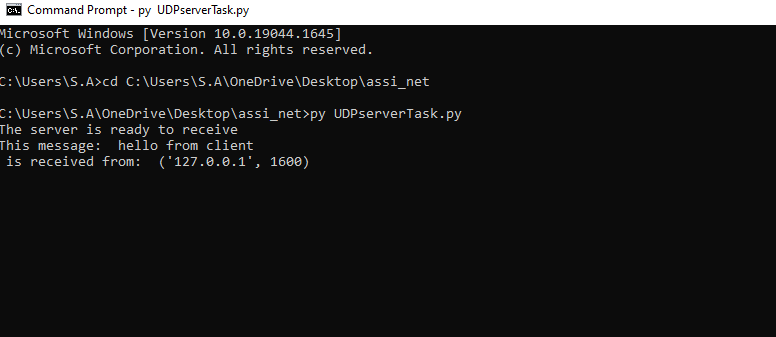 Command Prompt - py UDPserverTask.py
Microsoft Windows [Version 10.0.19044.1645]
(c) Microsoft Corporation. All rights reserved.
C:\Users\S.A>cd C:\Users\S.A\OneDrive\Desktop\assi_net
C:\Users\S.A\OneDrive\Desktop\assi_net>py UDPserverTask.py
The server is ready to receive
This message:  hello from client
 is received from:  ('127.0.0.1', 1600)